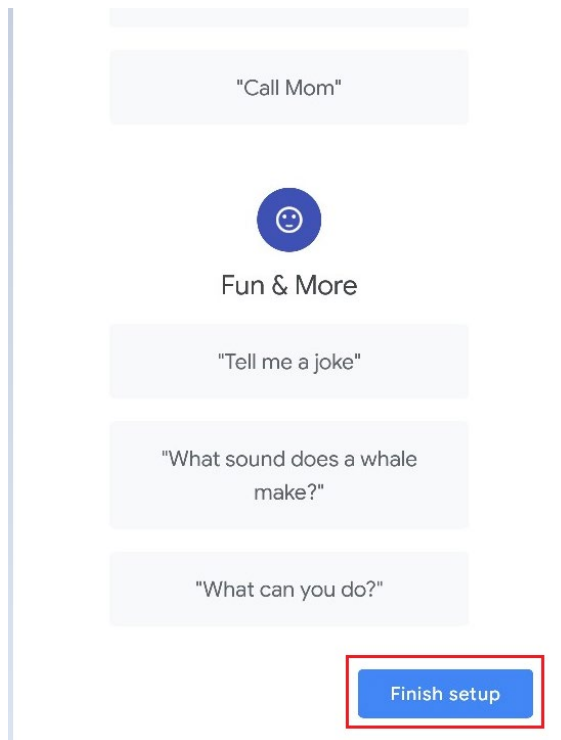 "Call Mom"
Fun & More
"Tell me a joke"
"What sound does a whale
make?"
"What can you do?"
Finish setup